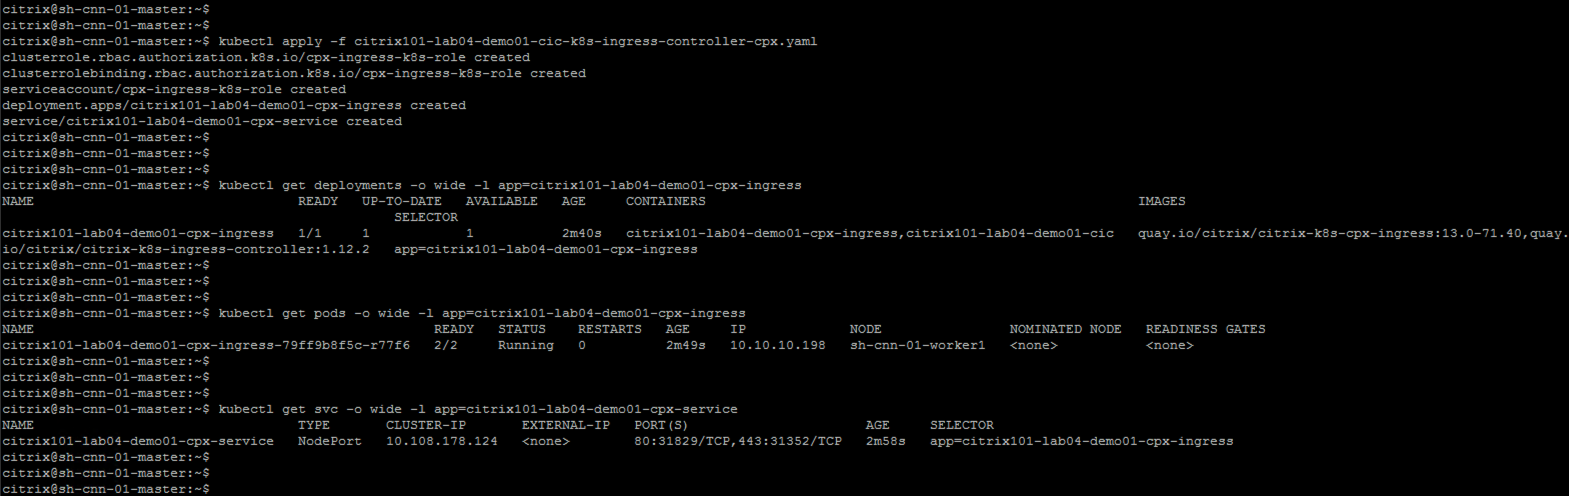 citrix@sh-cnn-01-master:~$
citrix@sh-cnn-01-master:~$
citrix@sh-cnn-01-master:~$ kubectl apply -f citrix101-lab04-demo01-cic-k8s-ingress-controller-cpx.yaml
clusterrole.rbac.authorization.k8s.io/cpx-ingress-k8s-role created
clusterrolebinding.rbac.authorization.k8s.io/cpx-ingress-k8s-role created
serviceaccount/cpx-ingress-k8s-role created
deployment.apps/citrix101-lab04-demo01-cpx-ingress created
service/citrix101-lab04-demo01-cpx-service created
citrix@sh-cnn-01-master:~$
citrix@sh-cnn-01-master:~$
citrix@sh-cnn-01-master:~$
citrix@sh-cnn-01-master:~$ kubectl get deployments -o wide -l app=citrix101-lab04-demo01-cpx-ingress
NAME                                 READY   UP-TO-DATE   AVAILABLE   AGE     CONTAINERS                                                      IMAGES
                                                 SELECTOR
citrix101-lab04-demo01-cpx-ingress   1/1     1            1           2m40s   citrix101-lab04-demo01-cpx-ingress,citrix101-lab04-demo01-cic   quay.io/citrix/citrix-k8s-cpx-ingress:13.0-71.40,quay.
io/citrix/citrix-k8s-ingress-controller:1.12.2   app=citrix101-lab04-demo01-cpx-ingress
citrix@sh-cnn-01-master:~$
citrix@sh-cnn-01-master:~$
citrix@sh-cnn-01-master:~$
citrix@sh-cnn-01-master:~$ kubectl get pods -o wide -l app=citrix101-lab04-demo01-cpx-ingress
NAME                                                  READY   STATUS    RESTARTS   AGE     IP             NODE                NOMINATED NODE   READINESS GATES
citrix101-lab04-demo01-cpx-ingress-79ff9b8f5c-r77f6   2/2     Running   0          2m49s   10.10.10.198   sh-cnn-01-worker1   <none>           <none>
citrix@sh-cnn-01-master:~$
citrix@sh-cnn-01-master:~$
citrix@sh-cnn-01-master:~$
citrix@sh-cnn-01-master:~$ kubectl get svc -o wide -l app=citrix101-lab04-demo01-cpx-service
NAME                                 TYPE       CLUSTER-IP       EXTERNAL-IP   PORT(S)                      AGE     SELECTOR
citrix101-lab04-demo01-cpx-service   NodePort   10.108.178.124   <none>        80:31829/TCP,443:31352/TCP   2m58s   app=citrix101-lab04-demo01-cpx-ingress
citrix@sh-cnn-01-master:~$
citrix@sh-cnn-01-master:~$
citrix@sh-cnn-01-master:~$